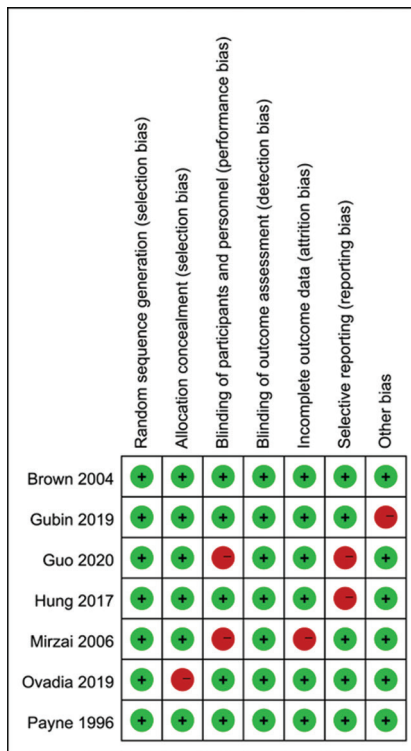 Random sequence generation (selection bias)
Allocation concealment (selection bias)
Blinding of participants and personnel (performance bias)
Blinding of outcome assessment (detection bias)
Incomplete outcome data (attrition bias)
Selective reporting (reporting bias)
Other bias
Brown 2004 + + + + + + +
Gubin 2019 + + + + + + -
Guo 2020 + + - + + - +
Hung 2017 + + + + + - +
Mirzai 2006 + + - + - + +
Ovadia 2019 + - + + + + +
Payne 1996 + + + + + + +